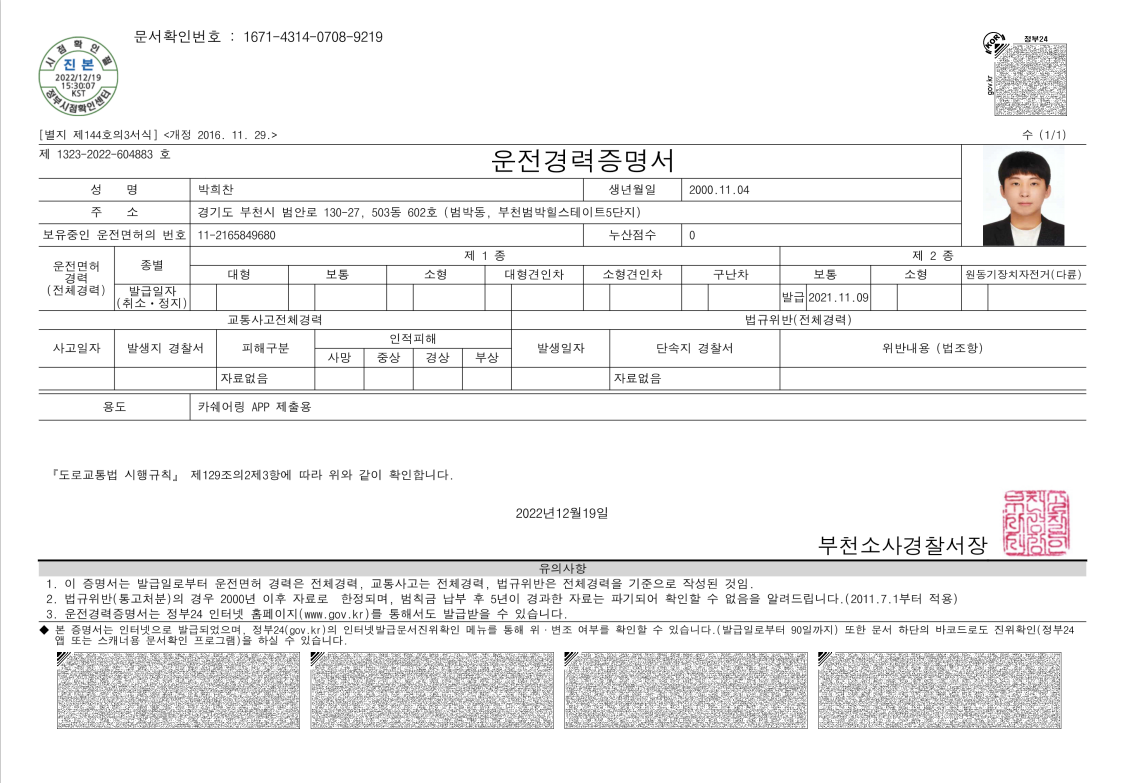 문서확인번호 : 1671-4314-0708-9219
시점확인필
진본
2022/12/19
15:30:07
KST
정부시점확인센터
KOR
정부24
gov.kr
[별지 제144호의3서식] <개정 2016. 11. 29.>
수 (1/1)
제 1323-2022-604883 호
운전경력증명서
성 명 박희찬 생년월일 2000.11.04
주 소 경기도 부천시 범안로 130-27, 503동 602호 (범박동, 부천범박힐스테이트5단지)
보유중인 운전면허의 번호 11-2165849680 누산점수 0
운전면허
경력
(전체경력)
종별 제 1 종 제 2 종
대형 보통 소형 대형견인차 소형견인차 구난차 보통 소형 원동기장치자전거(다륜)
발급일자
(취소·정지)
발급 2021.11.09
교통사고전체경력 법규위반(전체경력)
사고일자 발생지 경찰서 피해구분 인적피해 발생일자 단속지 경찰서 위반내용 (법조항)
사망 중상 경상 부상
자료없음 자료없음
용도 카쉐어링 APP 제출용
『도로교통법 시행규칙』 제129조의2제3항에 따라 위와 같이 확인합니다.
2022년12월19일
부천소사경찰서장
유의사항
1. 이 증명서는 발급일로부터 운전면허 경력은 전체경력, 교통사고는 전체경력, 법규위반은 전체경력을 기준으로 작성된 것임.
2. 법규위반(통고처분)의 경우 2000년 이후 자료로 한정되며, 범칙금 납부 후 5년이 경과한 자료는 파기되어 확인할 수 없음을 알려드립니다.(2011.7.1부터 적용)
3. 운전경력증명서는 정부24 인터넷 홈페이지(www.gov.kr)를 통해서도 발급받을 수 있습니다.
◆ 본 증명서는 인터넷으로 발급되었으며, 정부24(gov.kr)의 인터넷발급문서진위확인 메뉴를 통해 위·변조 여부를 확인할 수 있습니다.(발급일로부터 90일까지) 또한 문서 하단의 바코드로도 진위확인(정부24
앱 또는 스캐너용 문서확인 프로그램)을 하실 수 있습니다.